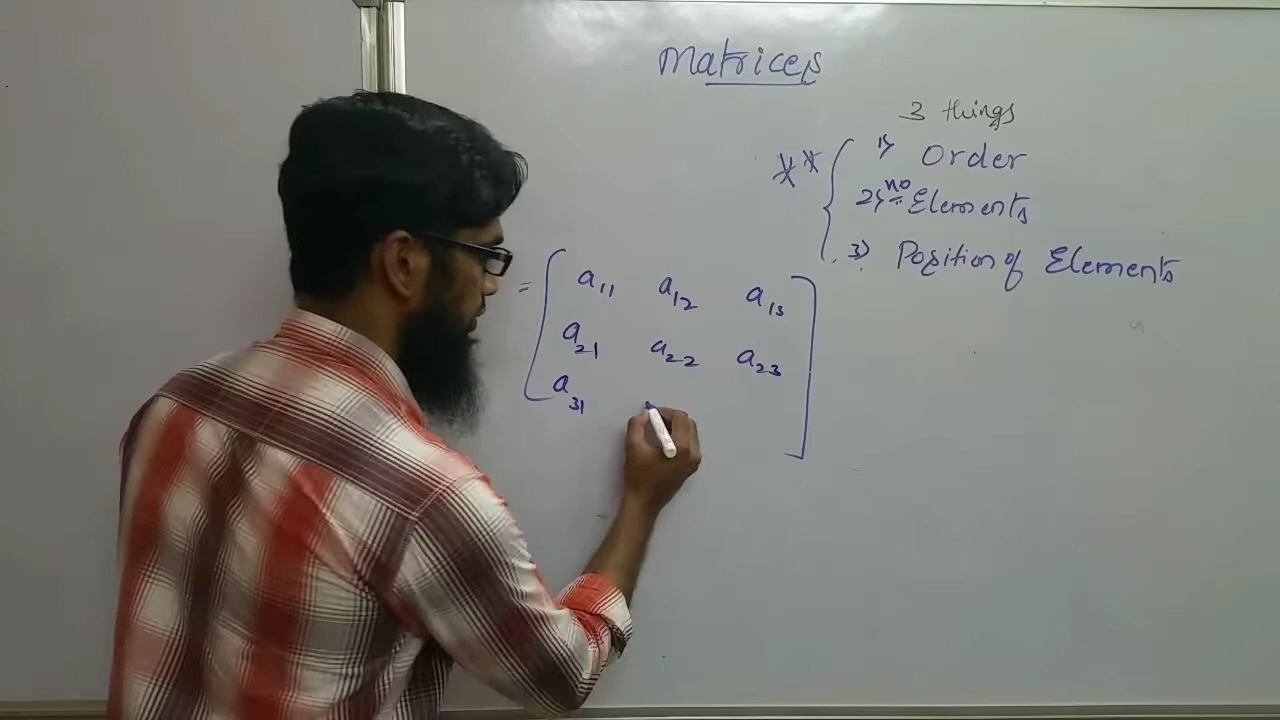 Matrices
3 things
** { 1) Order
2) no = Elements
3) Position of Elements
= [ a11 a12 a13
a21 a22 a23
a31 ]